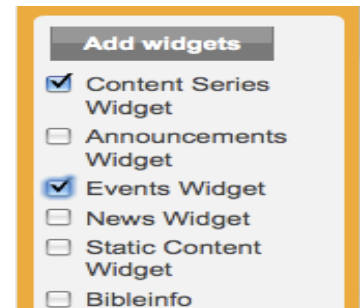 Add widgets
Content Series
Widget
Announcements
Widget
Events Widget
News Widget
Static Content
Widget
Bibleinfo